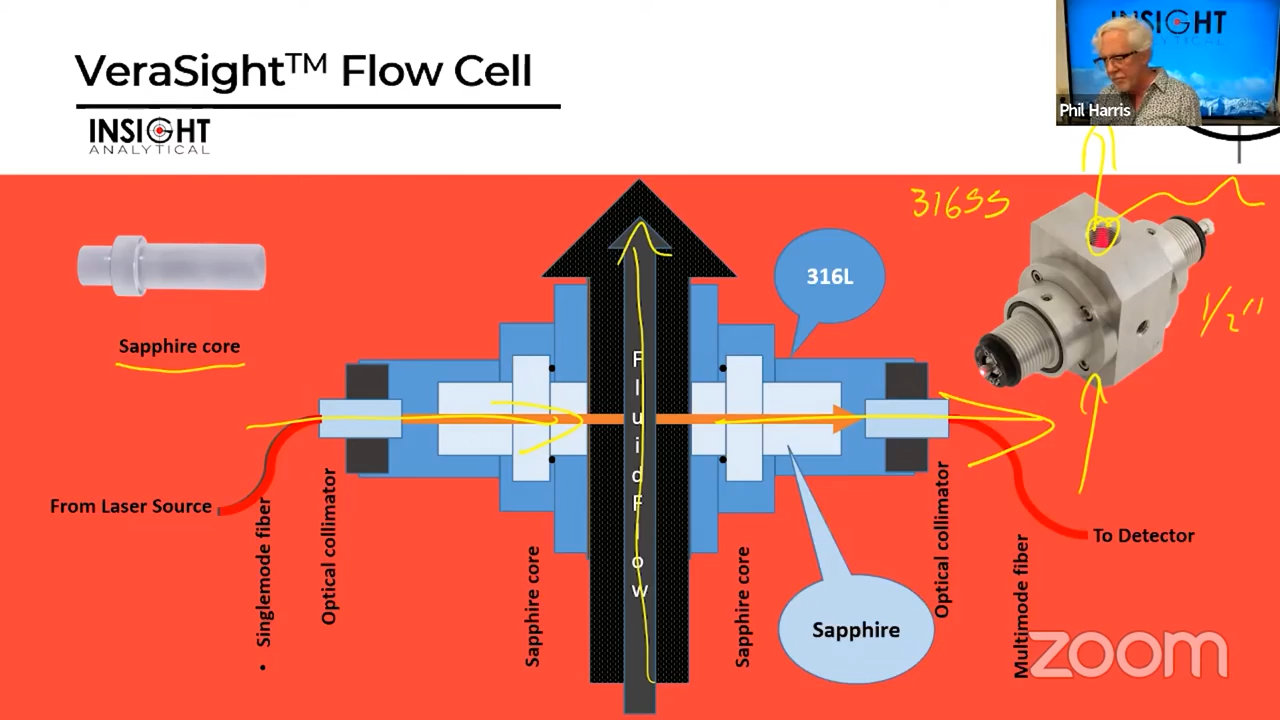 VeraSight™ Flow Cell
INSIGHT
ANALYTICAL
INSIGHT
ANALYTICAL
Phil Harris
316SS
1/2"
Sapphire core
316L
Fluid Flow
From Laser Source
• Singlemode fiber
Optical collimator
Sapphire core
Sapphire core
Sapphire
Optical collimator
Multimode fiber
To Detector
zoom